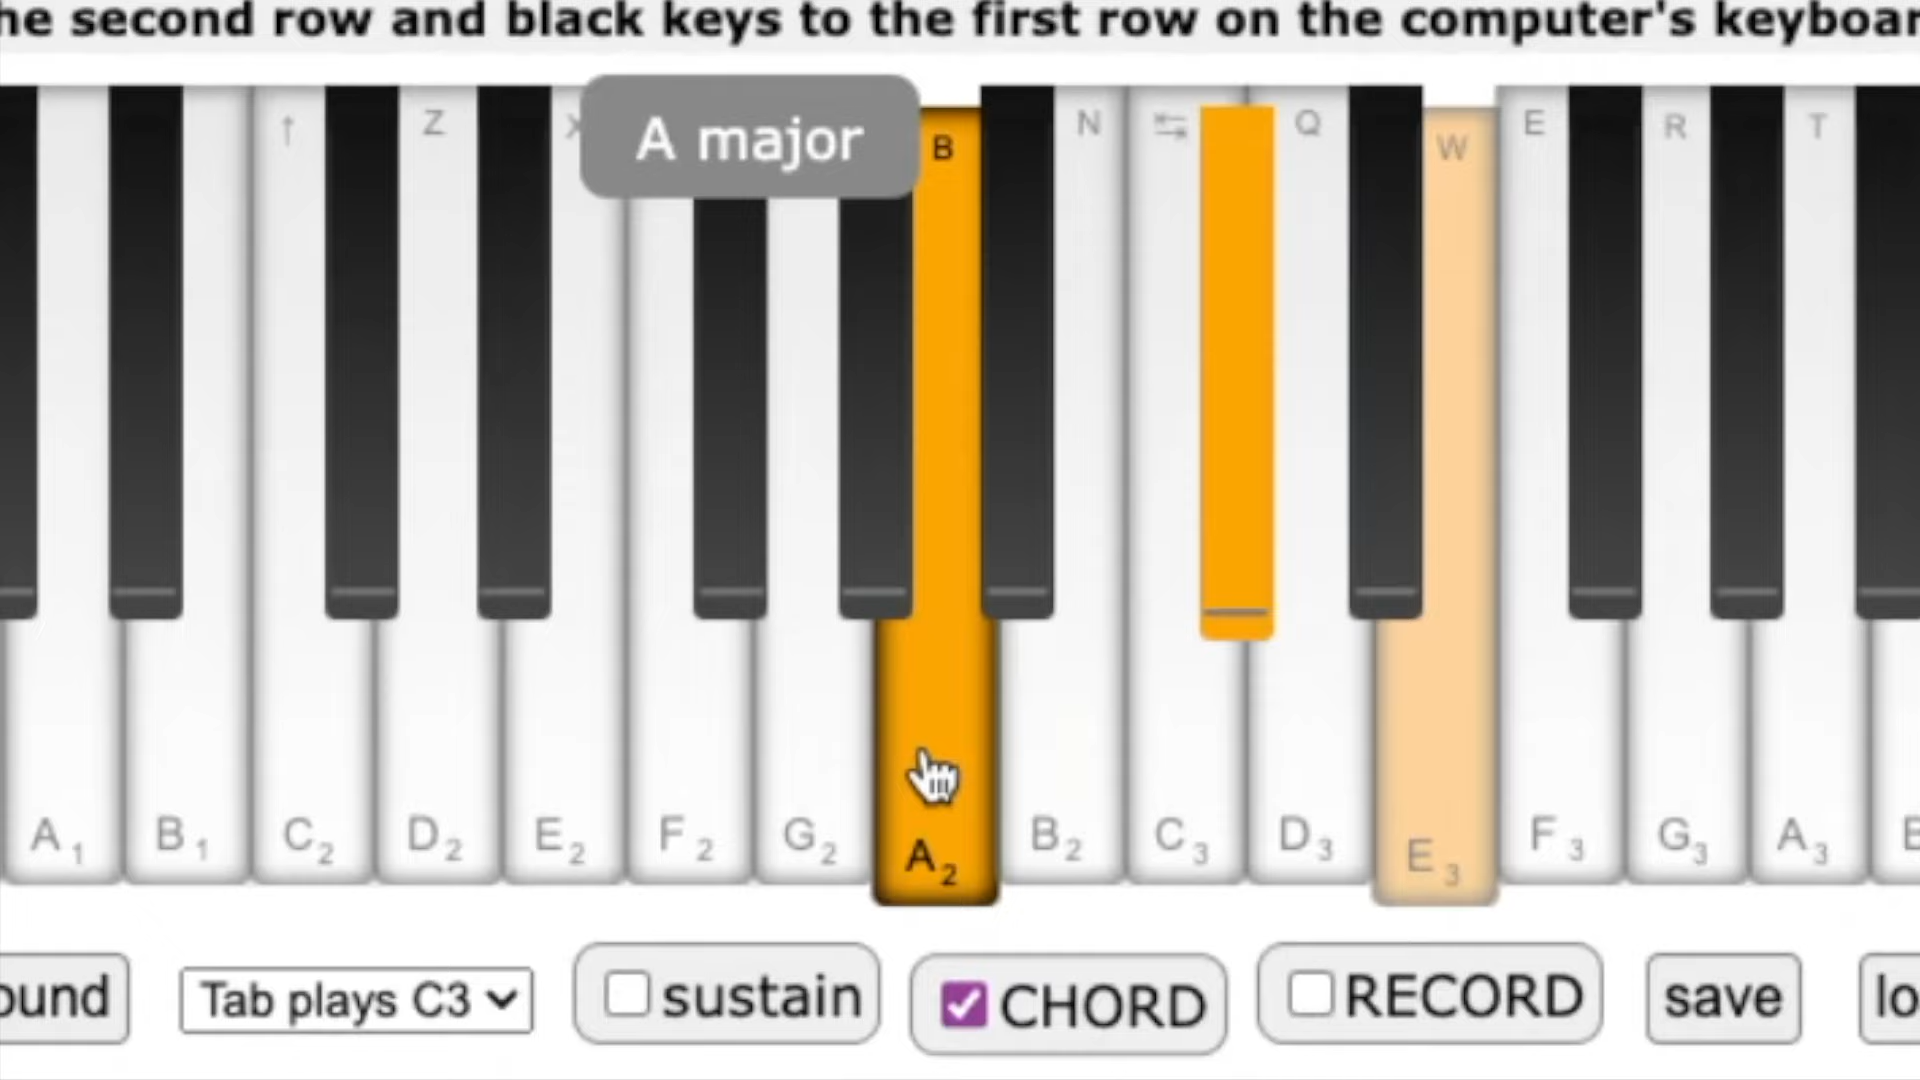 he second row and black keys to the first row on the computer's keyboar
A major
↑ Z X B N ↹ Q W E R T
A1 B1 C2 D2 E2 F2 G2 A2 B2 C3 D3 E3 F3 G3 A3
ound Tab plays C3 sustain CHORD RECORD save lo